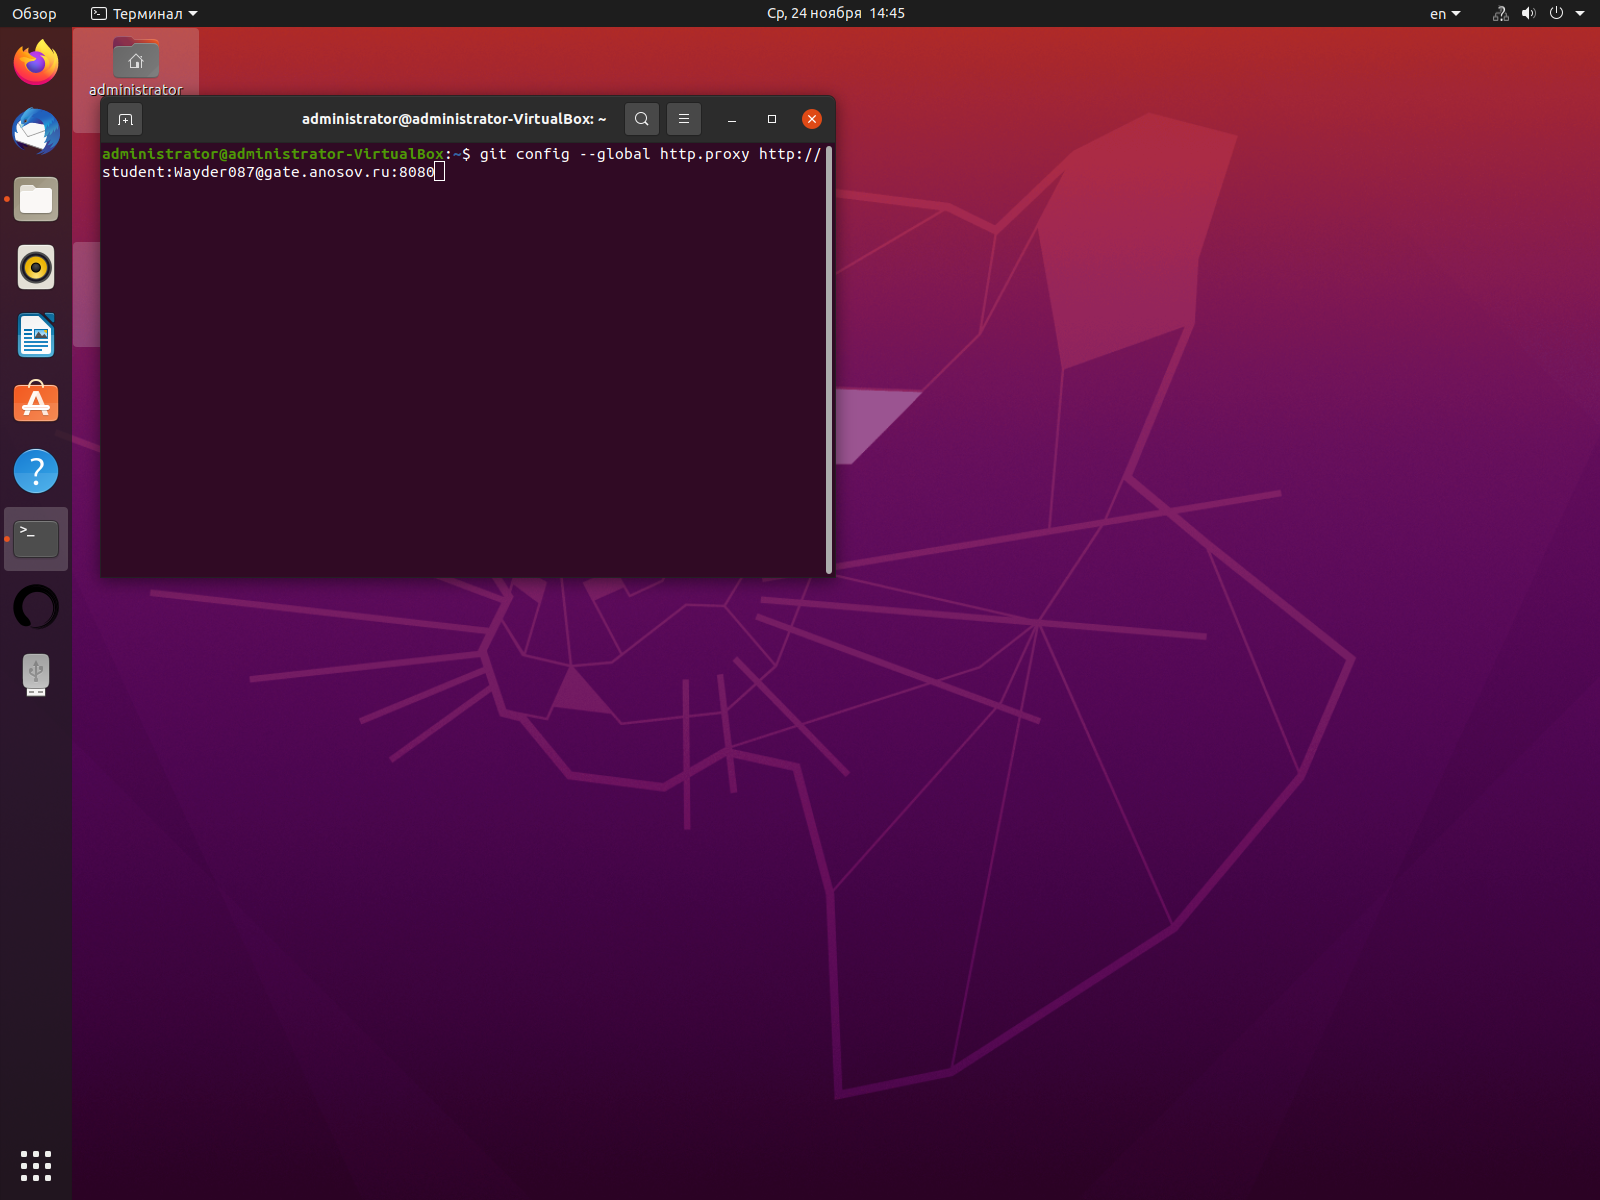 Обзор
Терминал
Ср, 24 ноября 14:45
en
administrator
administrator@administrator-VirtualBox: ~
administrator@administrator-VirtualBox:~$ git config --global http.proxy http://
student:Wayder087@gate.anosov.ru:8080